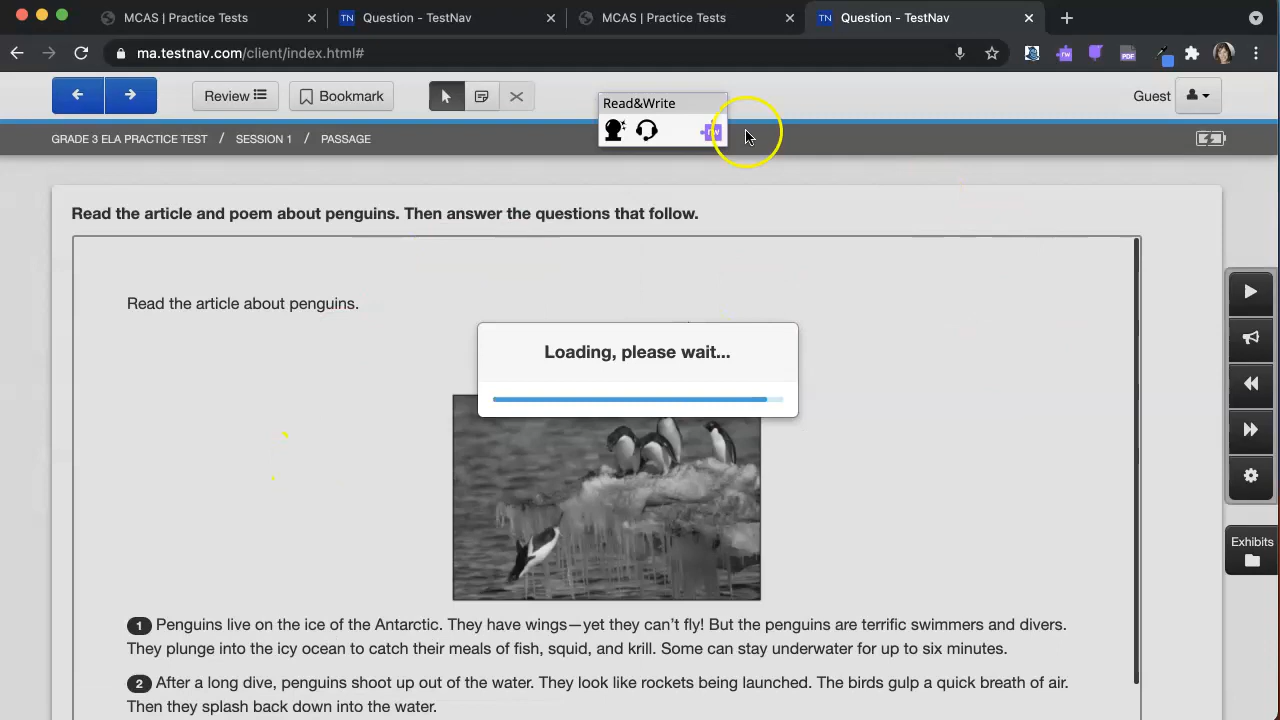 MCAS | Practice Tests
TN Question - TestNav
MCAS | Practice Tests
TN Question - TestNav
ma.testnav.com/client/index.html#
rw
PDF
Review
Bookmark
Read&Write
rw
Guest
GRADE 3 ELA PRACTICE TEST / SESSION 1 / PASSAGE
Read the article and poem about penguins. Then answer the questions that follow.
Read the article about penguins.
Loading, please wait...
Exhibits
1 Penguins live on the ice of the Antarctic. They have wings—yet they can't fly! But the penguins are terrific swimmers and divers.
They plunge into the icy ocean to catch their meals of fish, squid, and krill. Some can stay underwater for up to six minutes.
2 After a long dive, penguins shoot up out of the water. They look like rockets being launched. The birds gulp a quick breath of air.
Then they splash back down into the water.